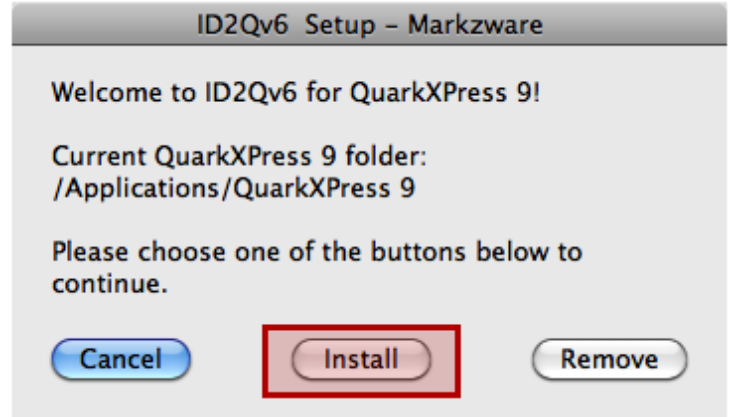 ID2Qv6 Setup – Markzware
Welcome to ID2Qv6 for QuarkXPress 9!
Current QuarkXPress 9 folder:
/Applications/QuarkXPress 9
Please choose one of the buttons below to
continue.
Cancel Install Remove